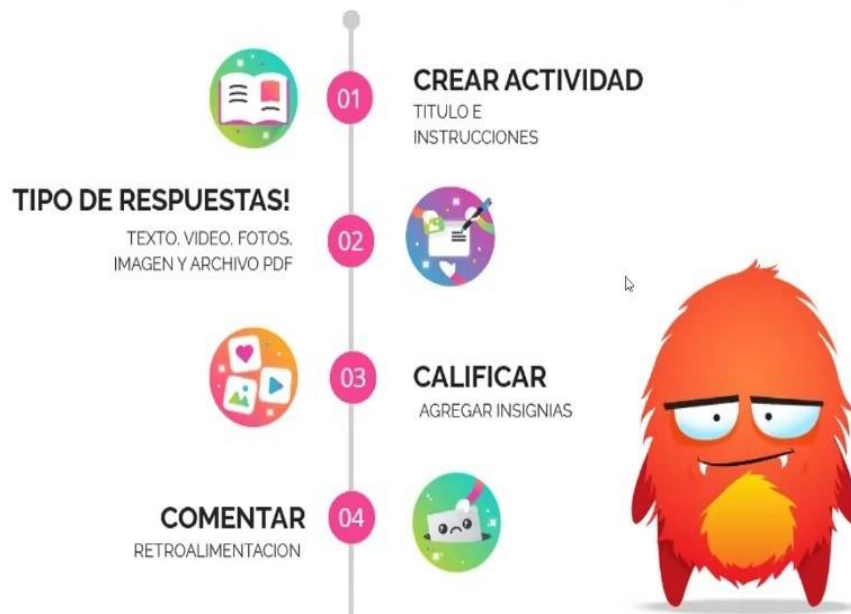 01
CREAR ACTIVIDAD
TITULO E
INSTRUCCIONES
TIPO DE RESPUESTAS!
TEXTO, VIDEO, FOTOS,
IMAGEN Y ARCHIVO PDF
02
03
CALIFICAR
AGREGAR INSIGNIAS
COMENTAR
RETROALIMENTACION
04